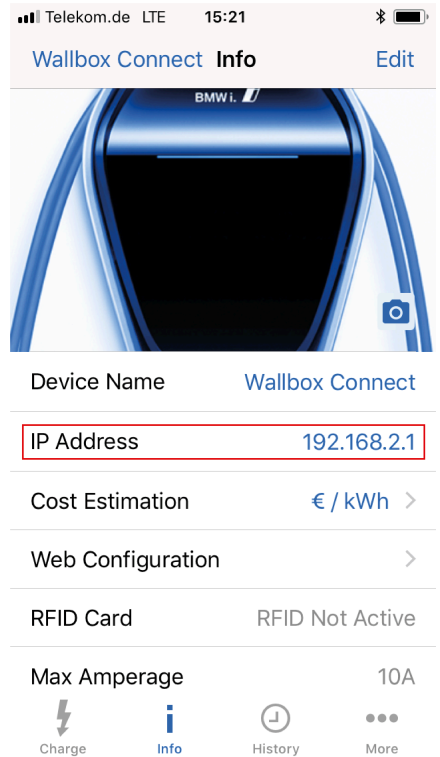 Telekom.de LTE 15:21
Wallbox Connect Info Edit
BMW i.
Device Name Wallbox Connect
IP Address 192.168.2.1
Cost Estimation € / kWh
Web Configuration
RFID Card RFID Not Active
Max Amperage 10A
Charge Info History More